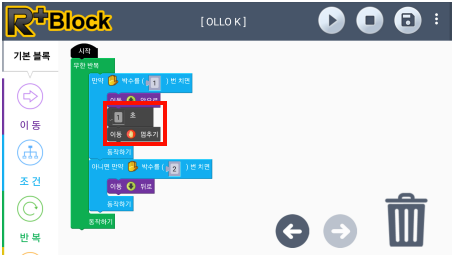 R+Block
[ OLLO K ]
기본 블록
이 동
조 건
반 복
시작
무한 반복
만약 박수를 ( 1 ) 번 치면
이동 앞으로
1 초
이동 멈추기
동작하기
아니면 만약 박수를 ( 2 ) 번 치면
이동 뒤로
동작하기
동작하기